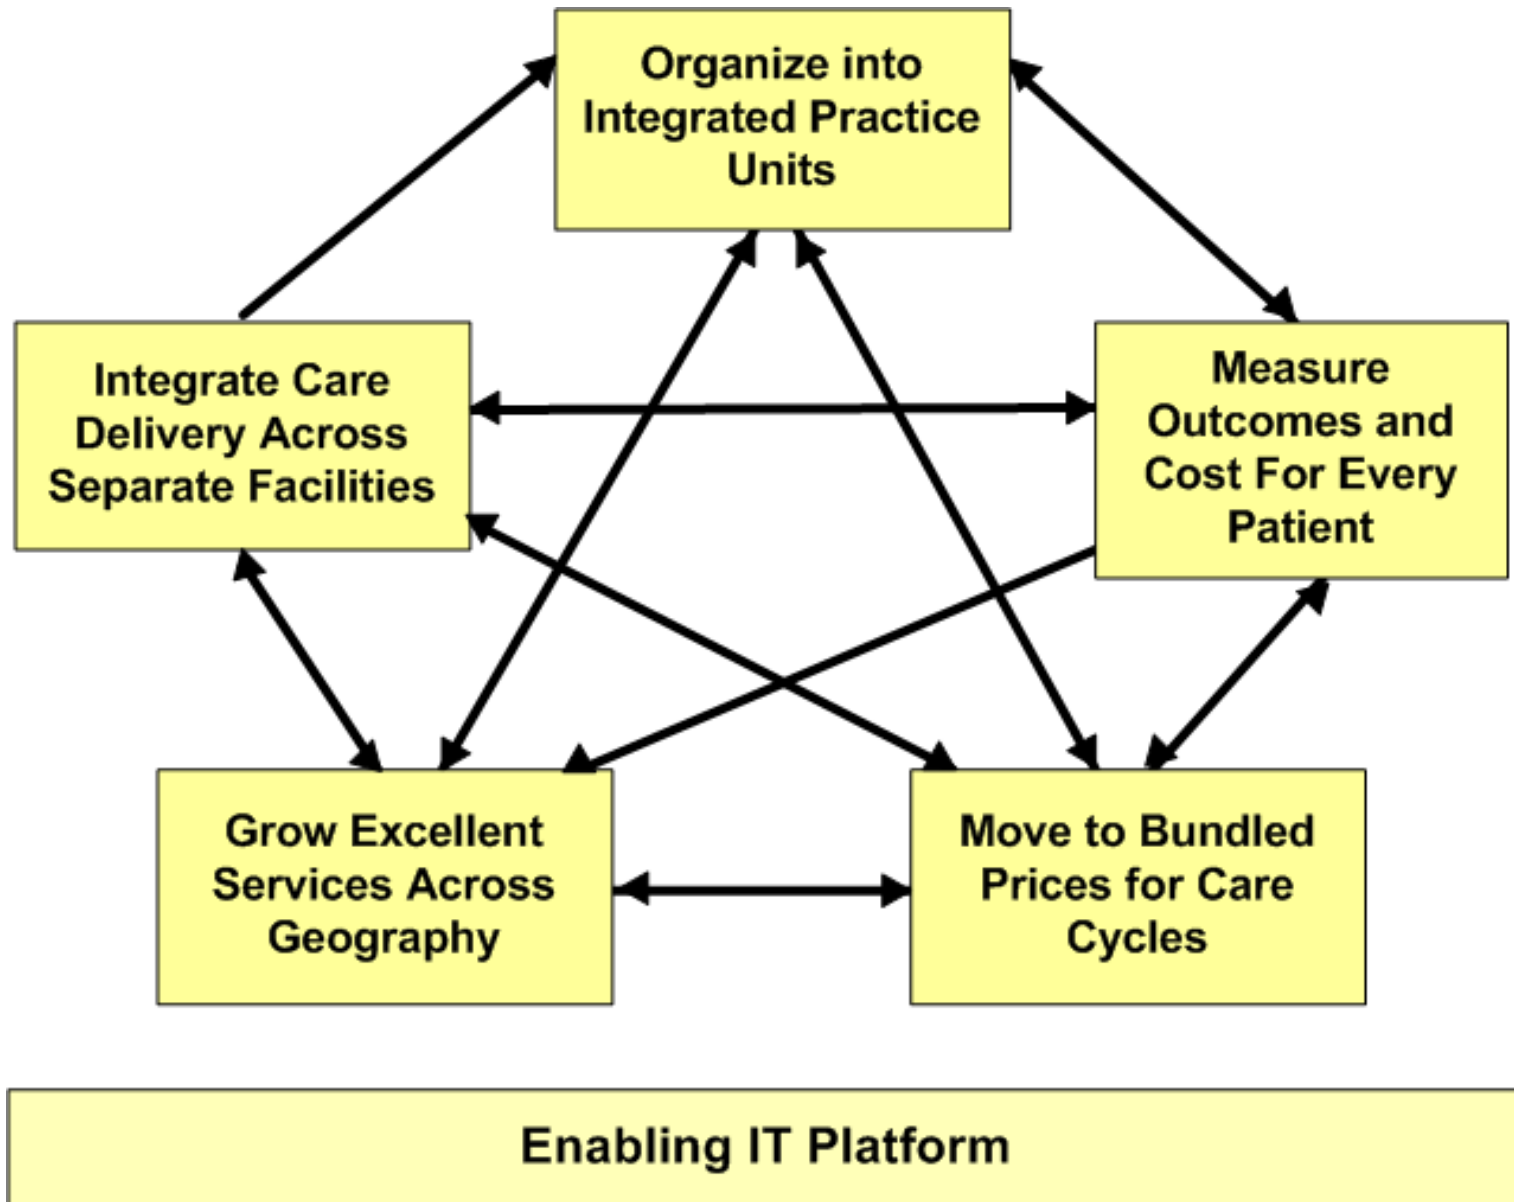 Organize into
Integrated Practice
Units
Integrate Care
Delivery Across
Separate Facilities
Measure
Outcomes and
Cost For Every
Patient
Grow Excellent
Services Across
Geography
Move to Bundled
Prices for Care
Cycles
Enabling IT Platform